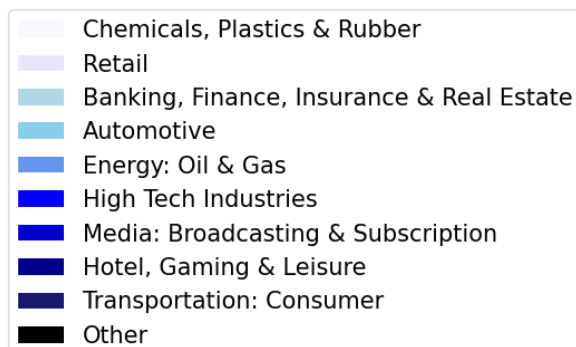 Chemicals, Plastics & Rubber
Retail
Banking, Finance, Insurance & Real Estate
Automotive
Energy: Oil & Gas
High Tech Industries
Media: Broadcasting & Subscription
Hotel, Gaming & Leisure
Transportation: Consumer
Other